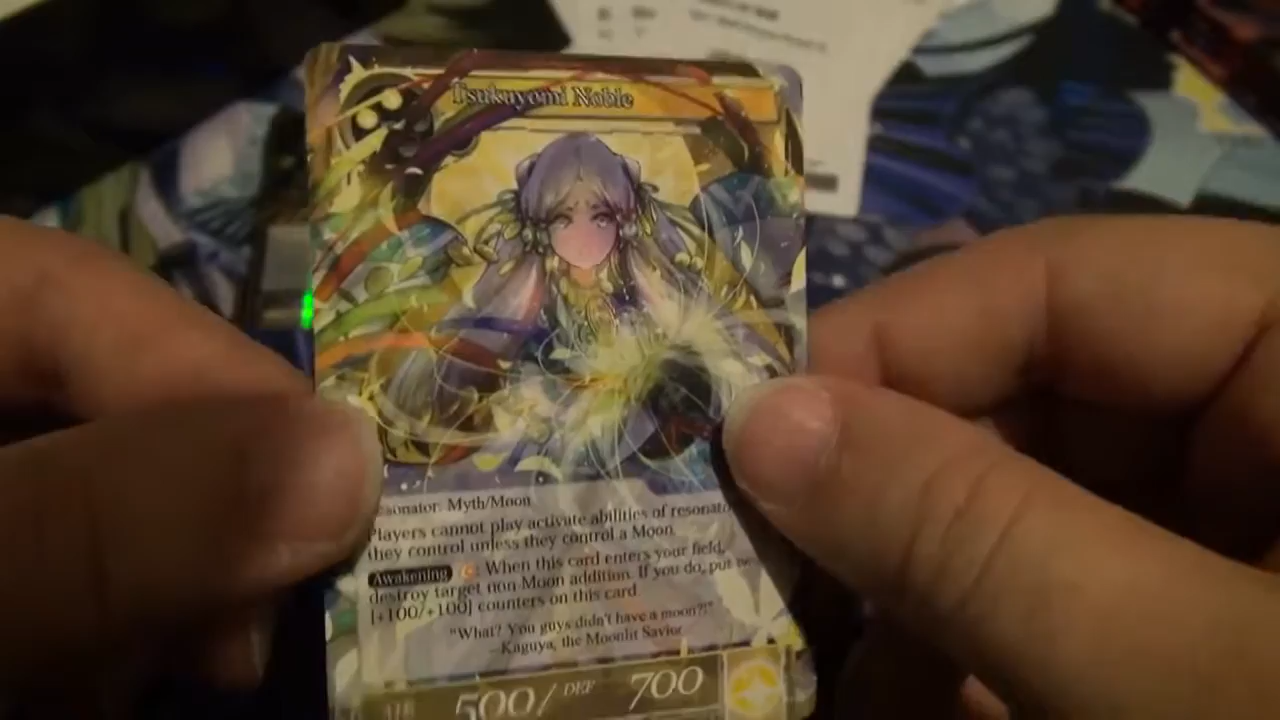 Tsukuyomi Noble
Resonator: Myth/Moon
Players cannot play activate abilities of resonato
they control unless they control a Moon.
Awakening : When this card enters your field,
destroy target non-Moon addition. If you do, put
[+100/+100] counters on this card.
"What? You guys didn't have a moon?!"
—Kaguya, the Moonlit Savior
ATK 500/ DEF 700